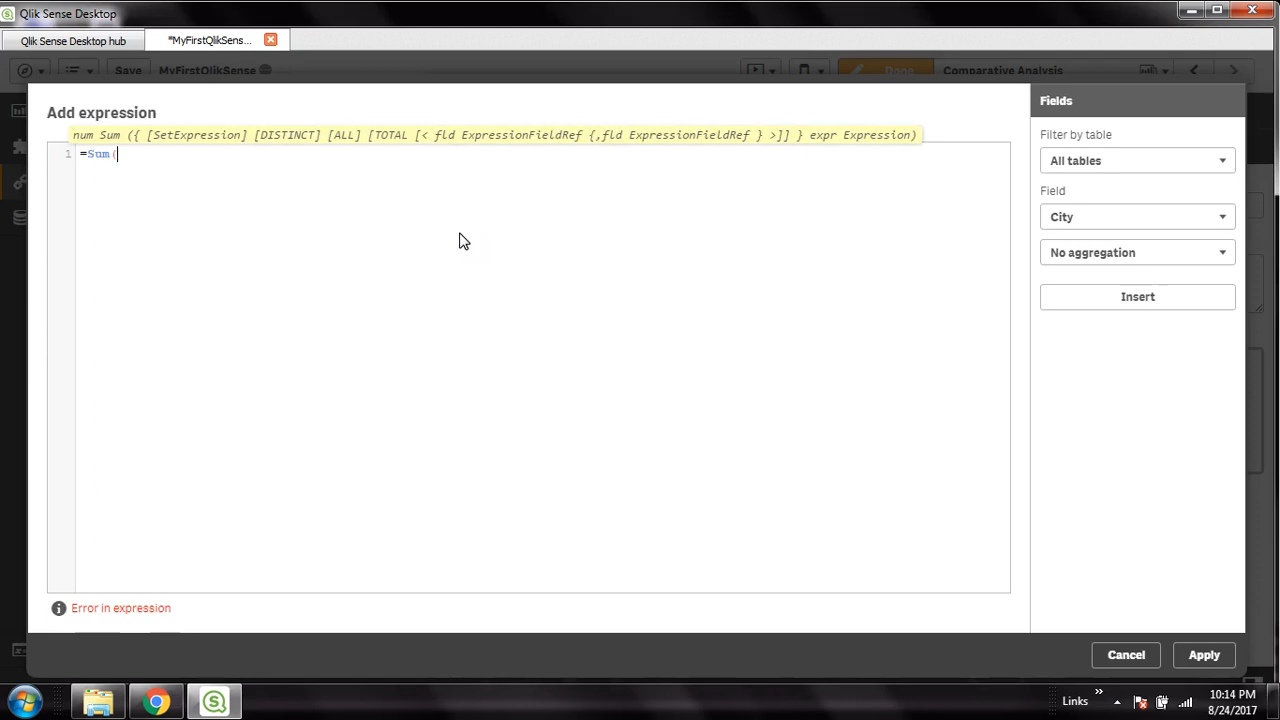 Qlik Sense Desktop
Qlik Sense Desktop hub
*MyFirstQlikSens...
Save
MyFirstQlikSense
Done
Comparative Analysis
Add expression
num Sum ({ [SetExpression] [DISTINCT] [ALL] [TOTAL [< fld ExpressionFieldRef {,fld ExpressionFieldRef } >]] } expr Expression)
1
=Sum(
Error in expression
Fields
Filter by table
All tables
Field
City
No aggregation
Insert
Cancel
Apply
Links
10:14 PM
8/24/2017